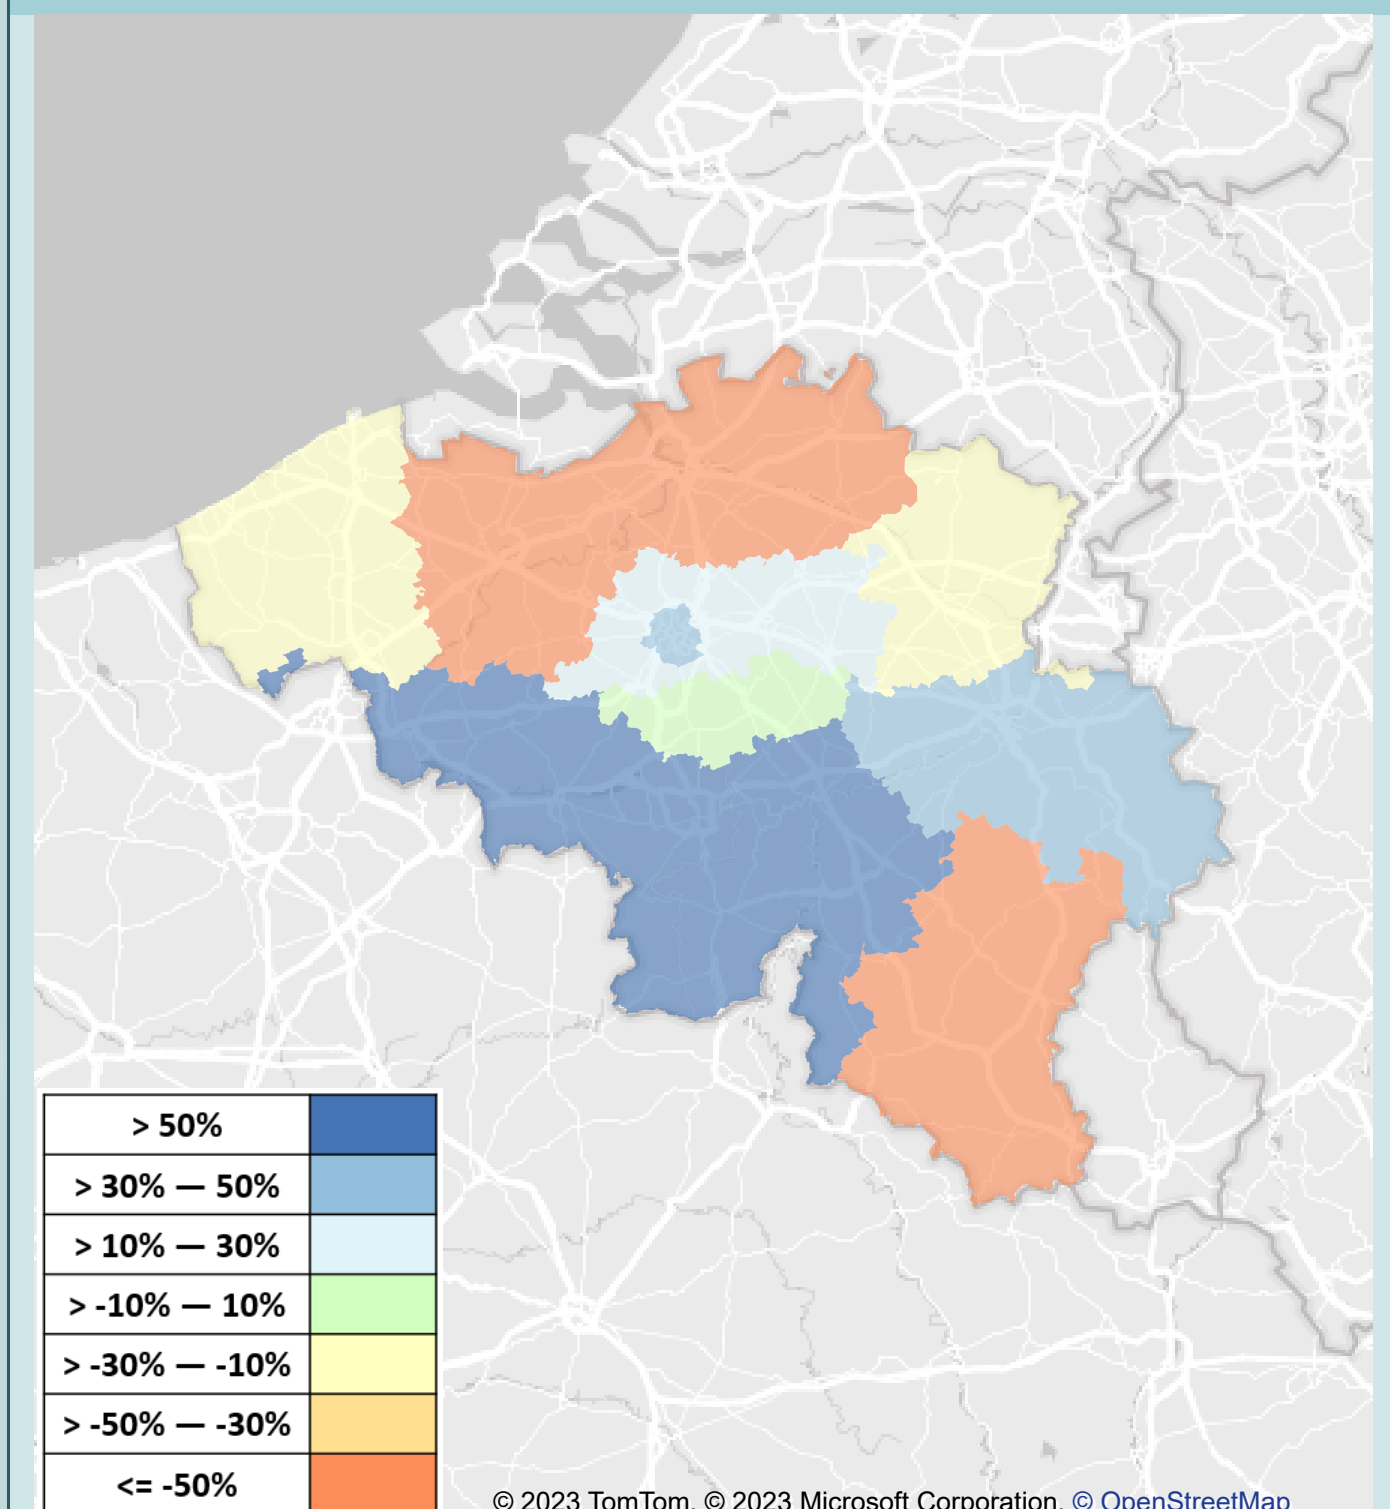 > 50%
> 30% — 50%
> 10% — 30%
> -10% — 10%
> -30% — -10%
> -50% — -30%
<= -50%
© 2023 TomTom, © 2023 Microsoft Corporation, © OpenStreetMap